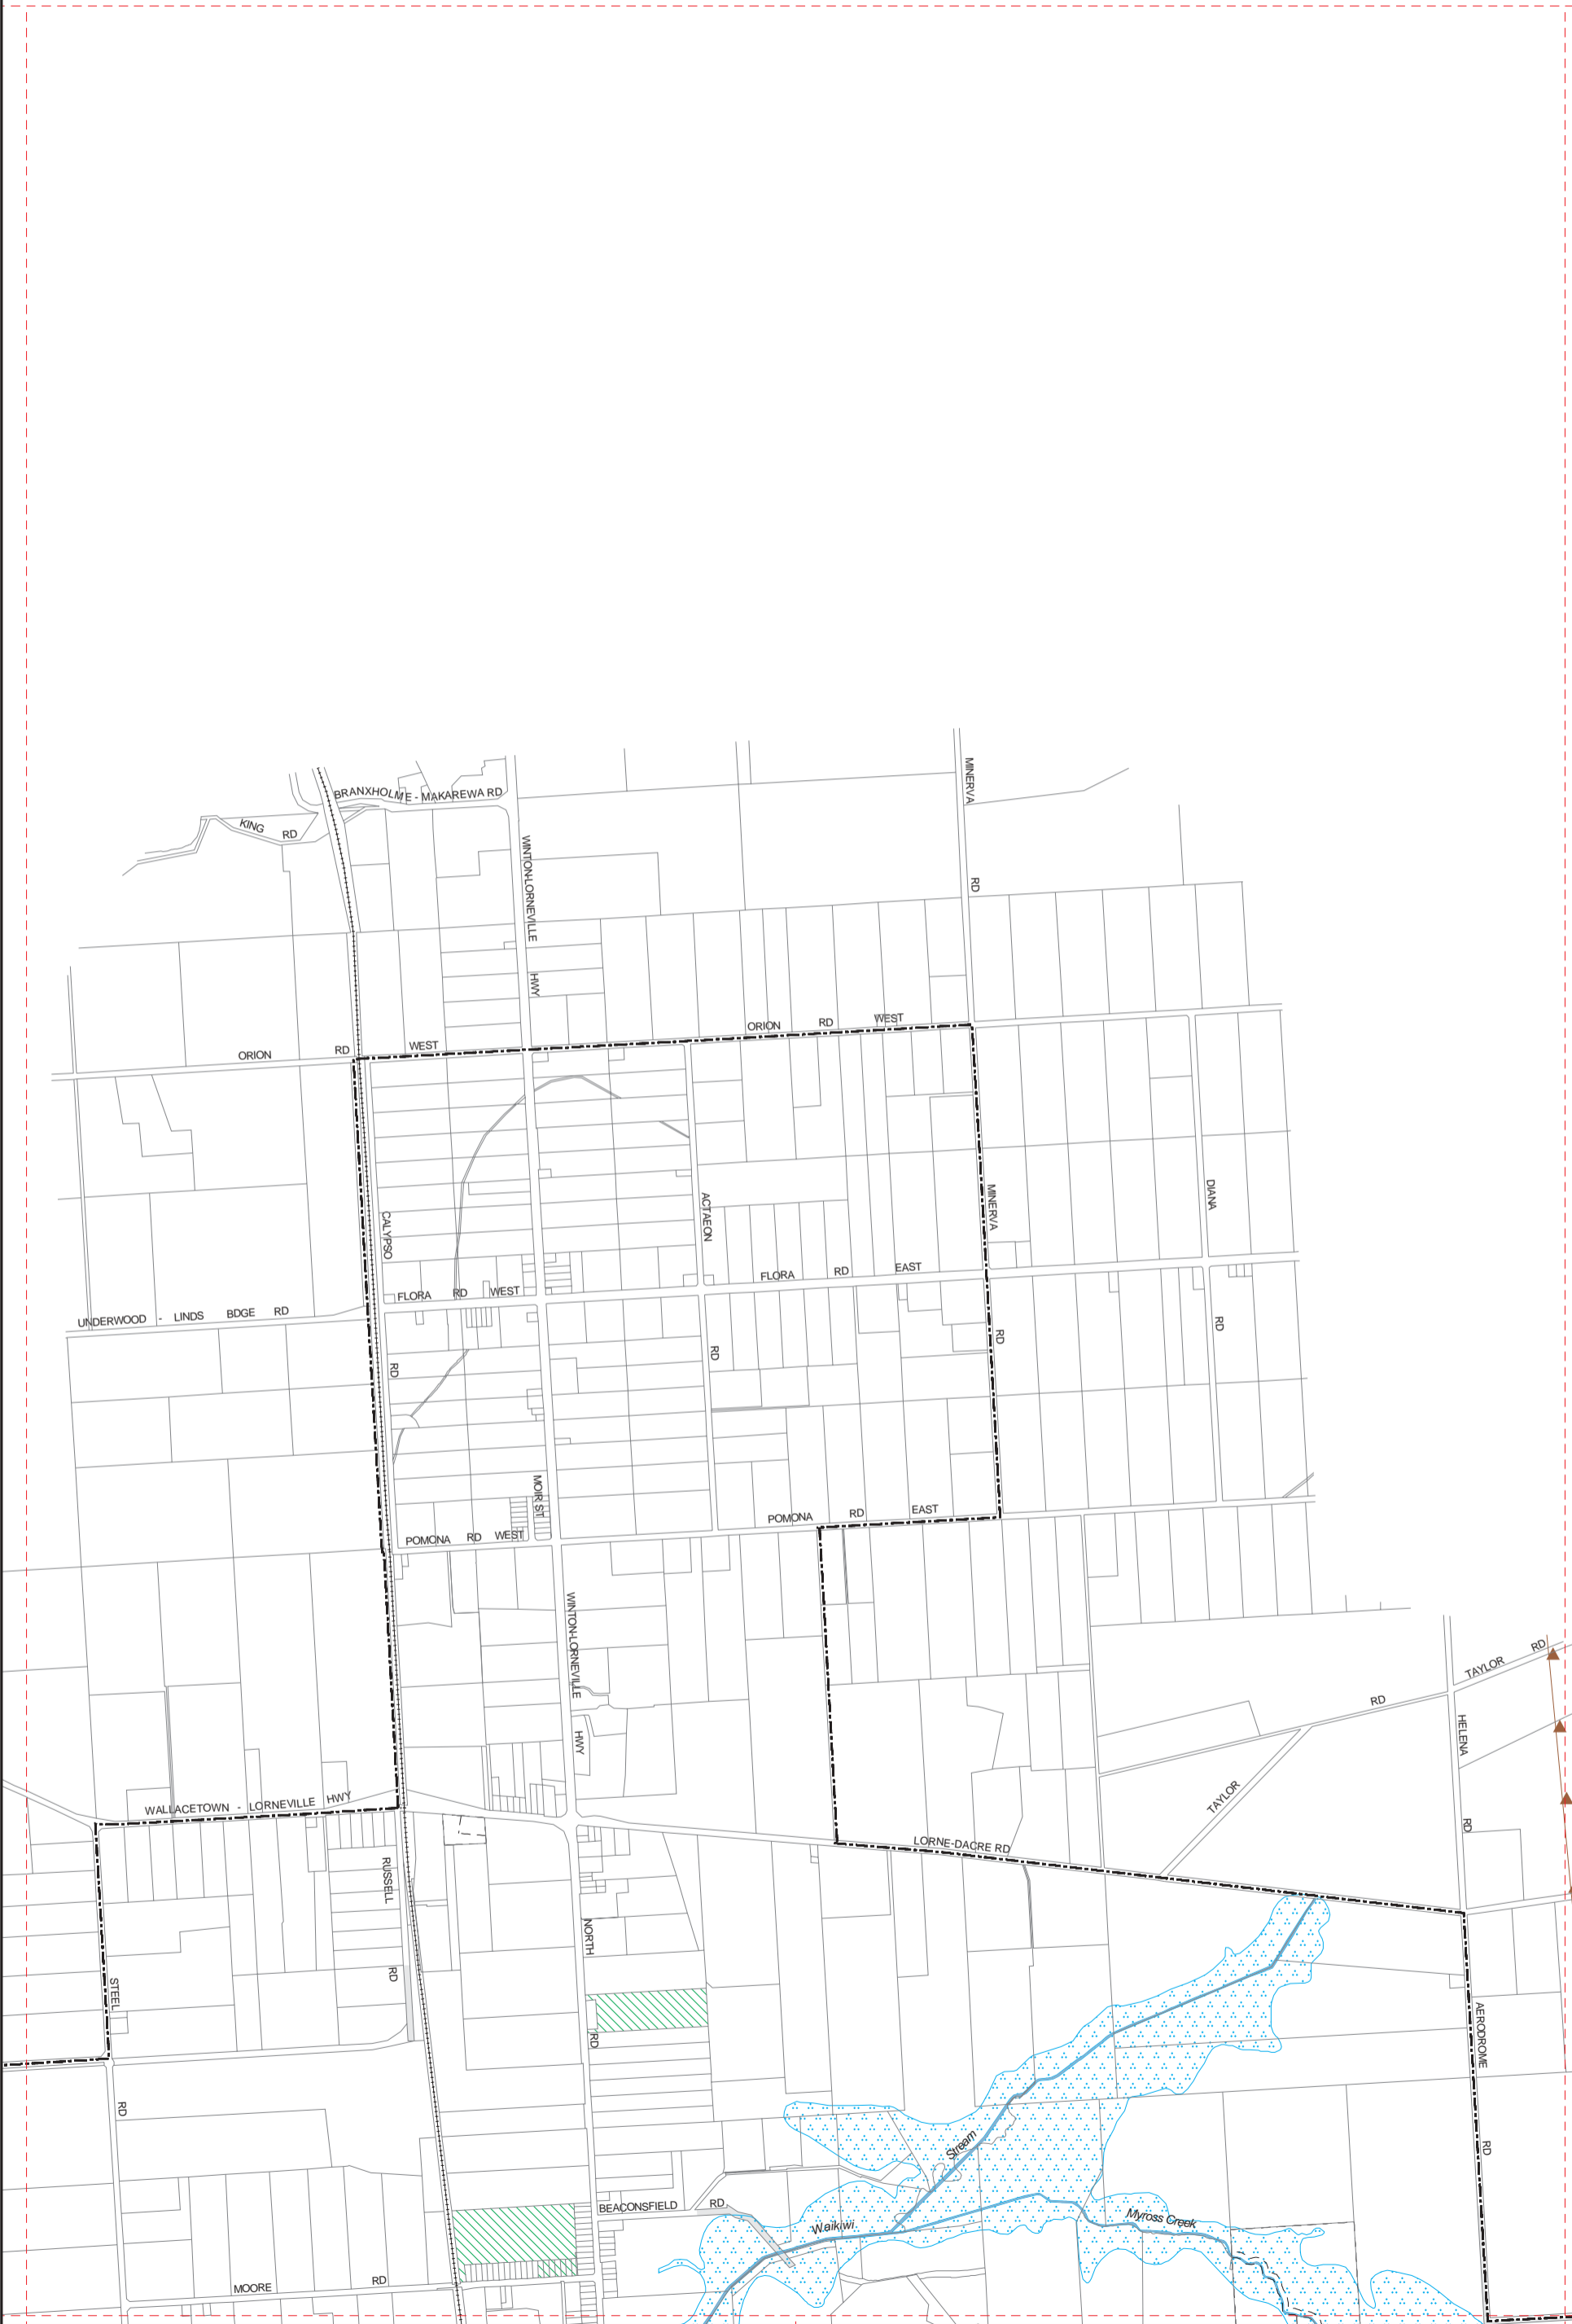 BRANXHOLME - MAKAREWA RD
KING RD
MINERVA
WINTON-LORNEVILLE
RD
HWY
ORION RD WEST
ORION RD WEST
CALYPSO
ACTAEON
MINERVA
DIANA
FLORA RD EAST
FLORA RD WEST
UNDERWOOD - LINDS BDGE RD
RD
RD
RD
RD
MOIR ST
POMONA RD EAST
POMONA RD WEST
WINTON-LORNEVILLE
TAYLOR RD
RD
HELENA
HWY
TAYLOR
WALLACETOWN - LORNEVILLE HWY
RD
LORNE-DACRE RD
RUSSELL
NORTH
RD
STEEL
AERODROME
RD
RD
RD
Stream
BEACONSFIELD RD
Waikiwi
Myross Creek
MOORE RD